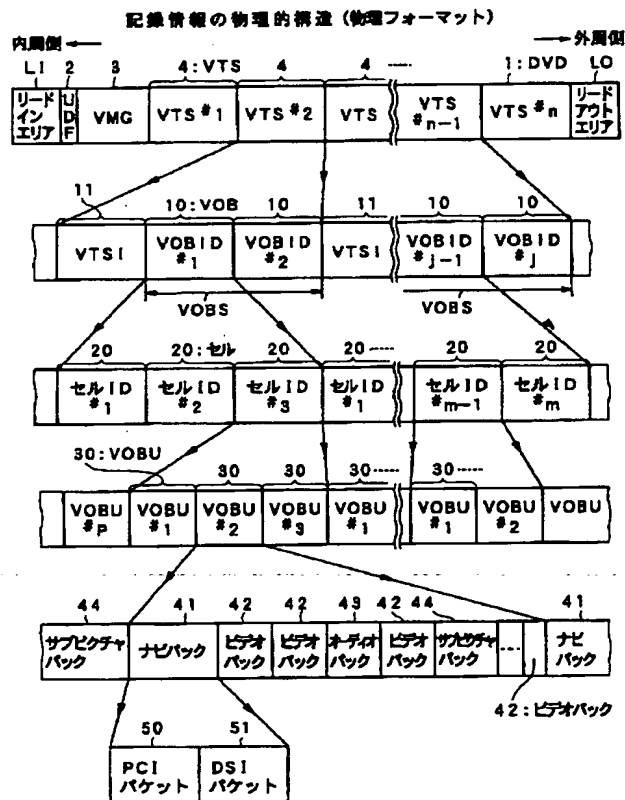 記録情報の物理的構造(物理フォーマット)
内周側
外周側
LI 2 3 4:VTS 4 4 ····· 1:DVD LO
リード
イン
エリア
UDF
VMG
VTS#1
VTS#2
VTS
VTS
#n-1
VTS#n
リード
アウト
エリア
11 10:VOB 10 11 10 10
VTSI
VOBID
#1
VOBID
#2
VTSI
VOBID
#j-1
VOBID
#j
VOBS
VOBS
20 20:セル 20 20····· 20 20
セルID
#1
セルID
#2
セルID
#3
セルID
#1
セルID
#m-1
セルID
#m
30:VOBU 30 30 30····· 30·····
VOBU
#p
VOBU
#1
VOBU
#2
VOBU
#3
VOBU
#1
VOBU
#1
VOBU
#2
VOBU
44 41 42 42 43 42 44 41
サブピクチャ
パック
ナビパック
ビデオ
パック
ビデオ
パック
オーディオ
パック
ビデオ
パック
サブピクチャ
パック
····
ナビ
パック
42:ビデオパック
50 51
PCI
パケット
DSI
パケット